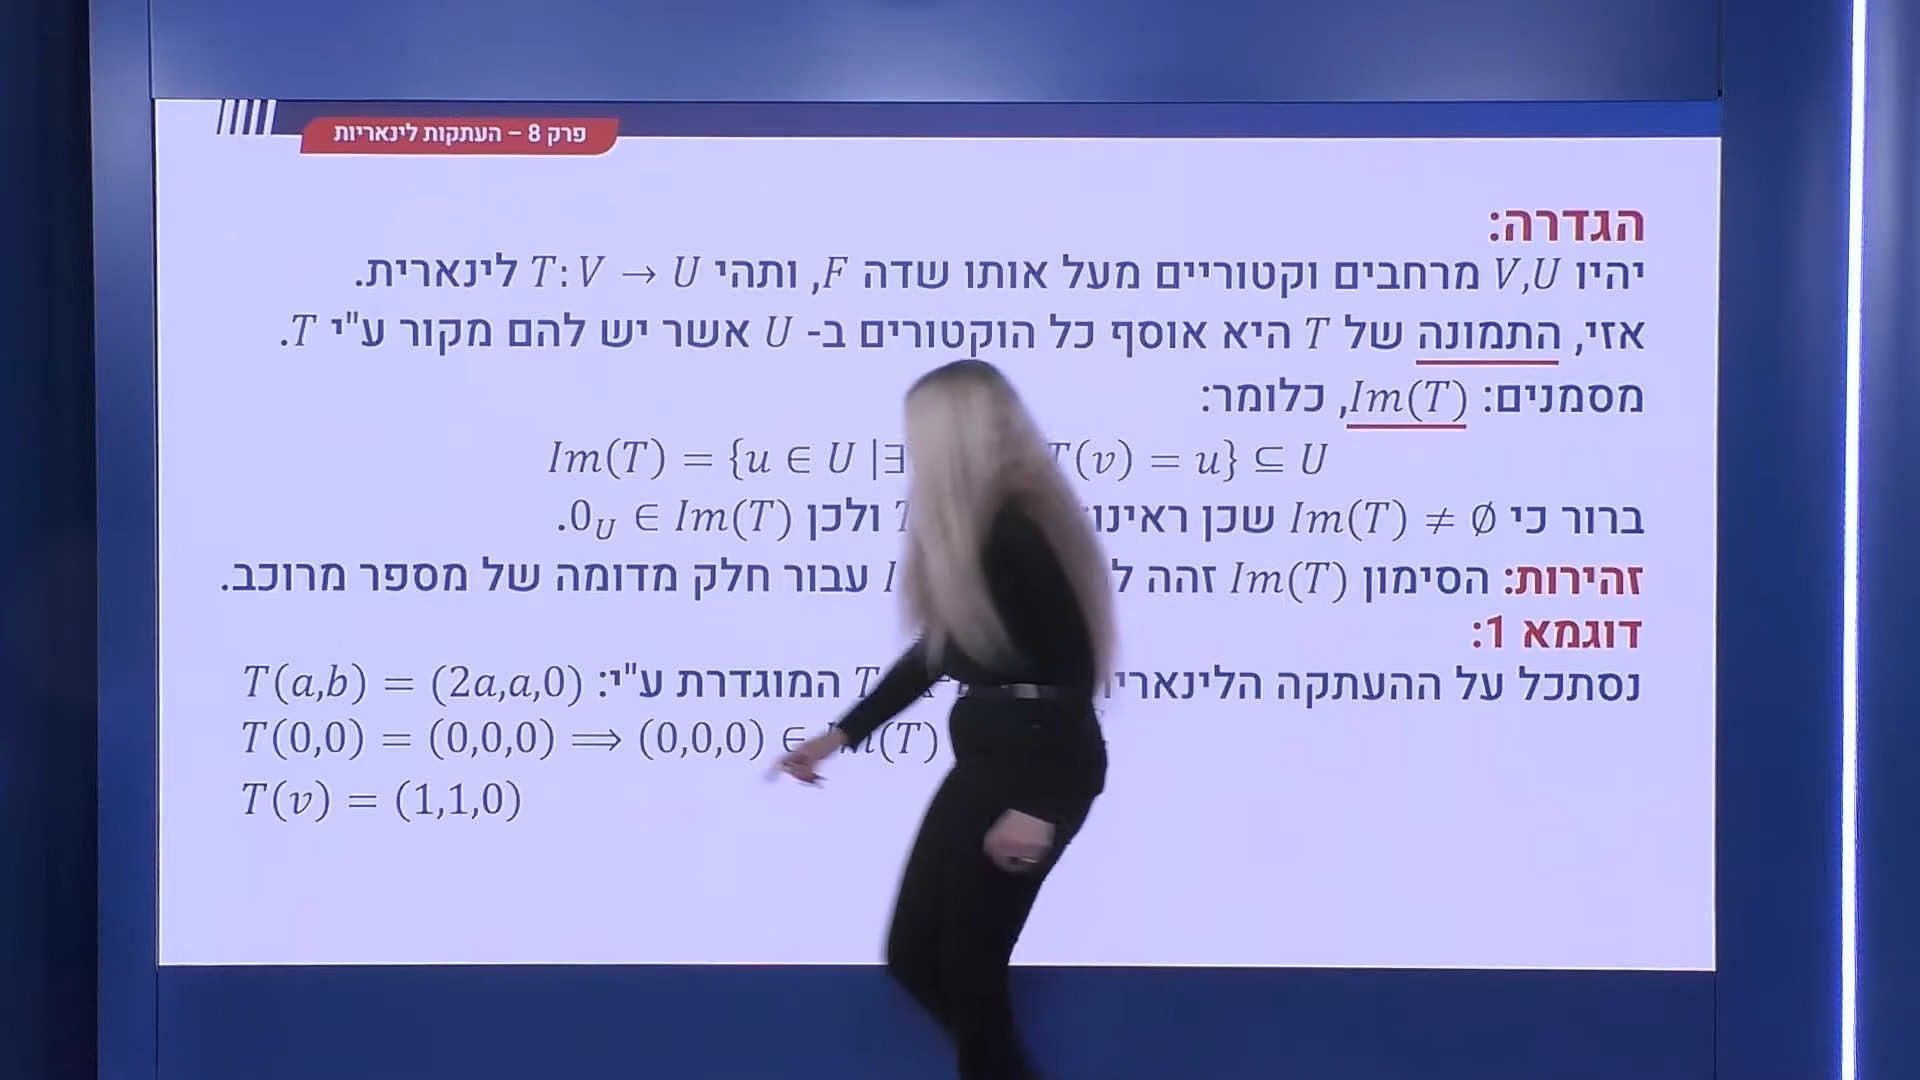 פרק 8 – העתקות לינאריות
הגדרה:
יהיו V,U מרחבים וקטוריים מעל אותו שדה F, ותהי T: V → U לינארית.
אזי, התמונה של T היא אוסף כל הוקטורים ב- U אשר יש להם מקור ע"י T.
מסמנים: Im(T), כלומר:
Im(T) = {u ∈ U |∃ T(v) = u} ⊆ U
ברור כי Im(T) ≠ ∅ שכן ולכן 0_U ∈ Im(T).
זהירות: הסימון Im(T) זהה עבור חלק מדומה של מספר מרוכב.
דוגמא 1:
נסתכל על ההעתקה המוגדרת ע"י: T(a,b) = (2a,a,0)
T(0,0) = (0,0,0) ⟹ (0,0,0) ∈ Im(T)
T(v) = (1,1,0)